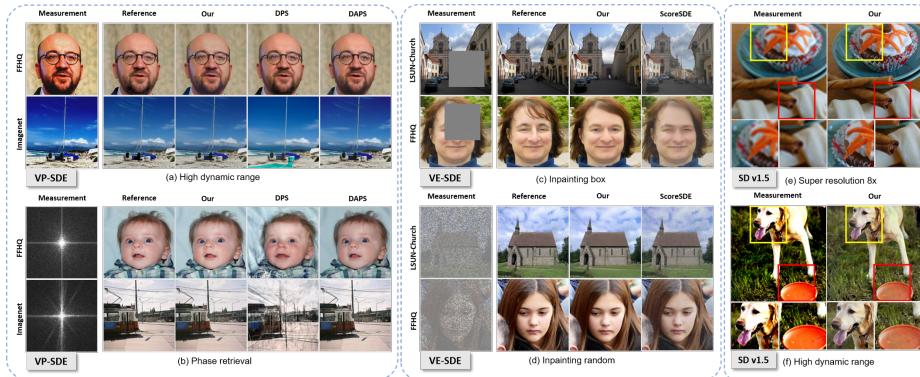 Measurement Reference Our DPS DAPS
FFHQ
Imagenet
VP-SDE
(a) High dynamic range
Measurement Reference Our DPS DAPS
FFHQ
Imagenet
VP-SDE
(b) Phase retrieval
Measurement Reference Our ScoreSDE
LSUN-Church
FFHQ
VE-SDE
(c) Inpainting box
Measurement Reference Our ScoreSDE
LSUN-Church
FFHQ
VE-SDE
(d) Inpainting random
Measurement Our
SD v1.5
(e) Super resolution 8x
Measurement Our
SD v1.5
(f) High dynamic range